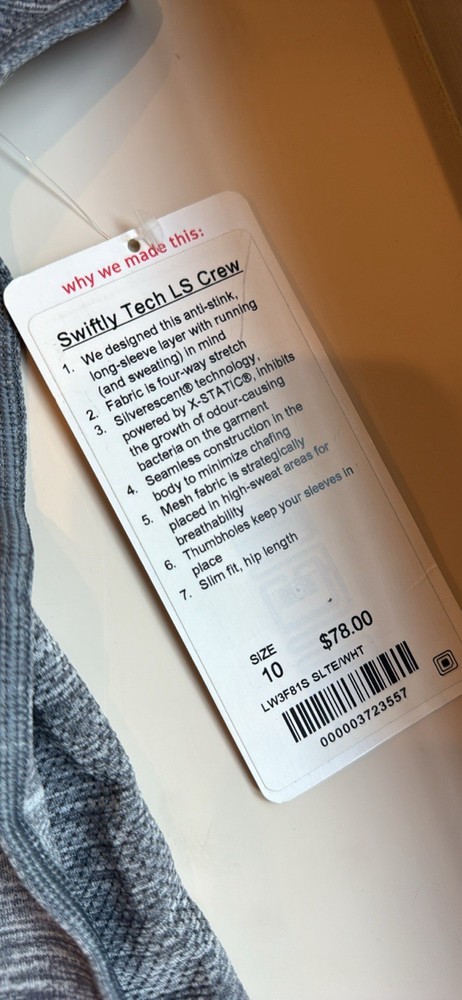 why we made this:
Swiftly Tech LS Crew
1. We designed this anti-stink,
long-sleeve layer with running
(and sweating) in mind
2. Fabric is four-way stretch
3. Silverescent® technology,
powered by X-STATIC®, inhibits
the growth of odour-causing
bacteria on the garment
4. Seamless construction in the
body to minimize chafing
5. Mesh fabric is strategically
placed in high-sweat areas for
breathability
6. Thumbholes keep your sleeves in
place
7. Slim fit, hip length
SIZE
10
$78.00
LW3F81S SLTE/WHT
000003723557